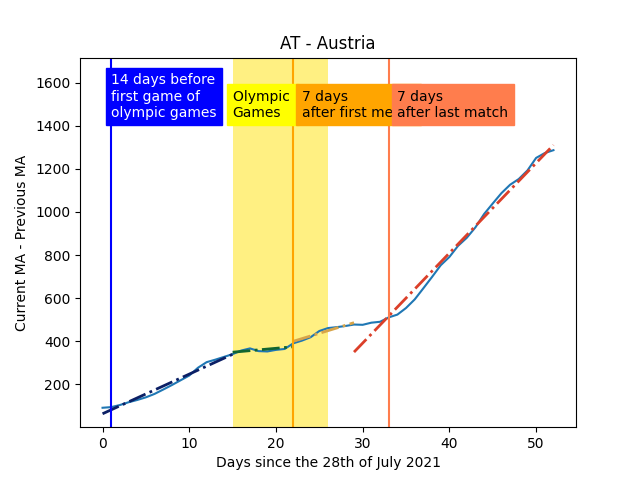 AT - Austria
1600
1400
1200
1000
800
600
400
200
Current MA - Previous MA
14 days before
first game of
olympic games
Olympic
Games
7 days
after first me
7 days
after last match
0
10
20
30
40
50
Days since the 28th of July 2021